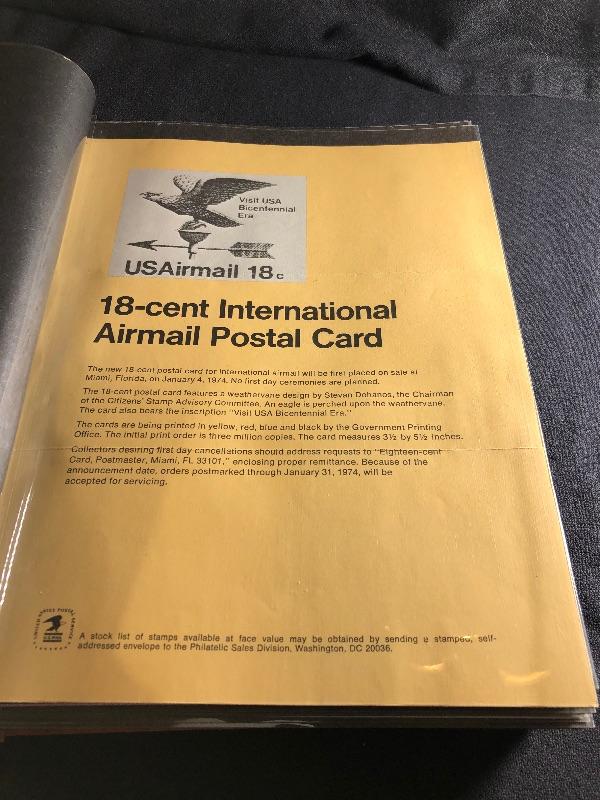 Visit USA
Bicentennial
Era
USAirmail 18c
18-cent International
Airmail Postal Card
The new 18-cent postal card for international airmail will be first placed on sale at
Miami, Florida, on January 4, 1974. No first day ceremonies are planned.
The 18-cent postal card features a weathervane design by Stevan Dohanos, the Chairman
of the Citizens' Stamp Advisory Committee. An eagle is perched upon the weathervane.
The card also bears the inscription "Visit USA Bicentennial Era."
The cards are being printed in yellow, red, blue and black by the Government Printing
Office. The initial print order is three million copies. The card measures 3½ by 5½ inches.
Collectors desiring first day cancellations should address requests to "Eighteen-cent
Card, Postmaster, Miami, FL 33101," enclosing proper remittance. Because of the
announcement date, orders postmarked through January 31, 1974, will be
accepted for servicing.
UNITED STATES POSTAL SERVICE
U.S. MAIL
A stock list of stamps available at face value may be obtained by sending a stamped, self-
addressed envelope to the Philatelic Sales Division, Washington, DC 20036.